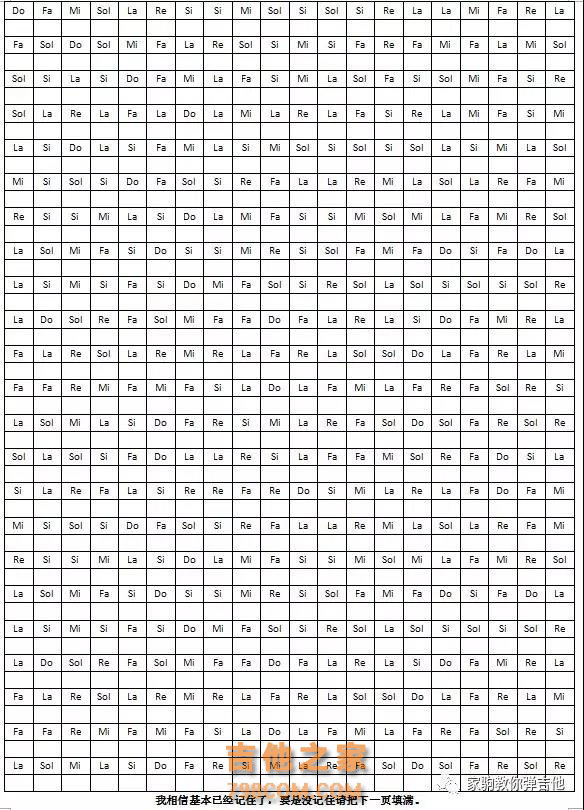 Do Fa Mi Sol La Re Si Si Mi Sol Si Sol Si Re La La Mi Fa Re La
Fa Sol Do Sol Mi Fa La Re Sol Si Mi Si Fa Re Fa Mi Fa La Mi Sol
Sol Si La Si Do Fa Mi La Fa Si Mi La Sol Fa Si Sol Mi Fa Si Re
Sol La Re La Fa La Do La Mi La Re La Fa Si Re La Mi Fa Si Mi
La Si Do La Si Fa Mi La Si Mi Sol Si Sol Si Sol La Si Mi La Sol
Mi Si Sol Si Do Fa Sol Si Re Fa La La Re Mi La Sol La Re Fa Mi
Re Si Si Mi La Si Do La Mi Fa Si Si Mi Sol Mi La Fa Mi Re Sol
La Sol Mi Fa Si Do Si Si Mi Re Si Sol Fa Mi Fa Do Si Fa Do La
La Si Mi Si Fa Si Do Mi Fa Sol Si Re Sol La Sol Si Sol Si Sol Re
La Do Sol Re Fa Sol Mi Fa Fa Do Fa La Re La Si Do Fa Mi Re La
Fa La Re Sol La Re Mi Re La Fa Re La Sol Sol Do La Fa Re La Mi
Fa Fa Re Mi Fa Mi Fa Si La Do La Fa Mi La Fa Re Fa Sol Re Si
La Sol Mi La Si Do Fa Re Si Mi La Re Fa Sol Do Sol Fa Re Sol Re
Sol La Sol Si Fa Do La La Re Si La Fa Fa Mi Sol Re Fa Do Si La
Si La Re Fa La Si Re Re Fa Re Do Si Mi La Re La Fa Do Fa Mi
Mi Si Sol Si Do Fa Sol Si Re Fa La La Re Mi La Sol La Re Fa Mi
Re Si Si Mi La Si Do La Mi Fa Si Si Mi Sol Mi La Fa Mi Re Sol
La Sol Mi Fa Si Do Si Si Mi Re Si Sol Fa Mi Fa Do Si Fa Do La
La Si Mi Si Fa Si Do Mi Fa Sol Si Re Sol La Sol Si Sol Si Sol Re
La Do Sol Re Fa Sol Mi Fa Fa Do Fa La Re La Si Do Fa Mi Re La
Fa La Re Sol La Re Mi Re La Fa Re La Sol Sol Do La Fa Re La Mi
Fa Fa Re Mi Fa Mi Fa Si La Do La Fa Mi La Fa Re Fa Sol Re Si
吉他之家
La Sol Mi La Si Do Fa Re Si Mi La Re Fa Sol Do Sol Fa Re Sol Re
798COM.COM
家驹教你弹吉他
我相信基本已经记住了，要是没记住请把下一页填满。